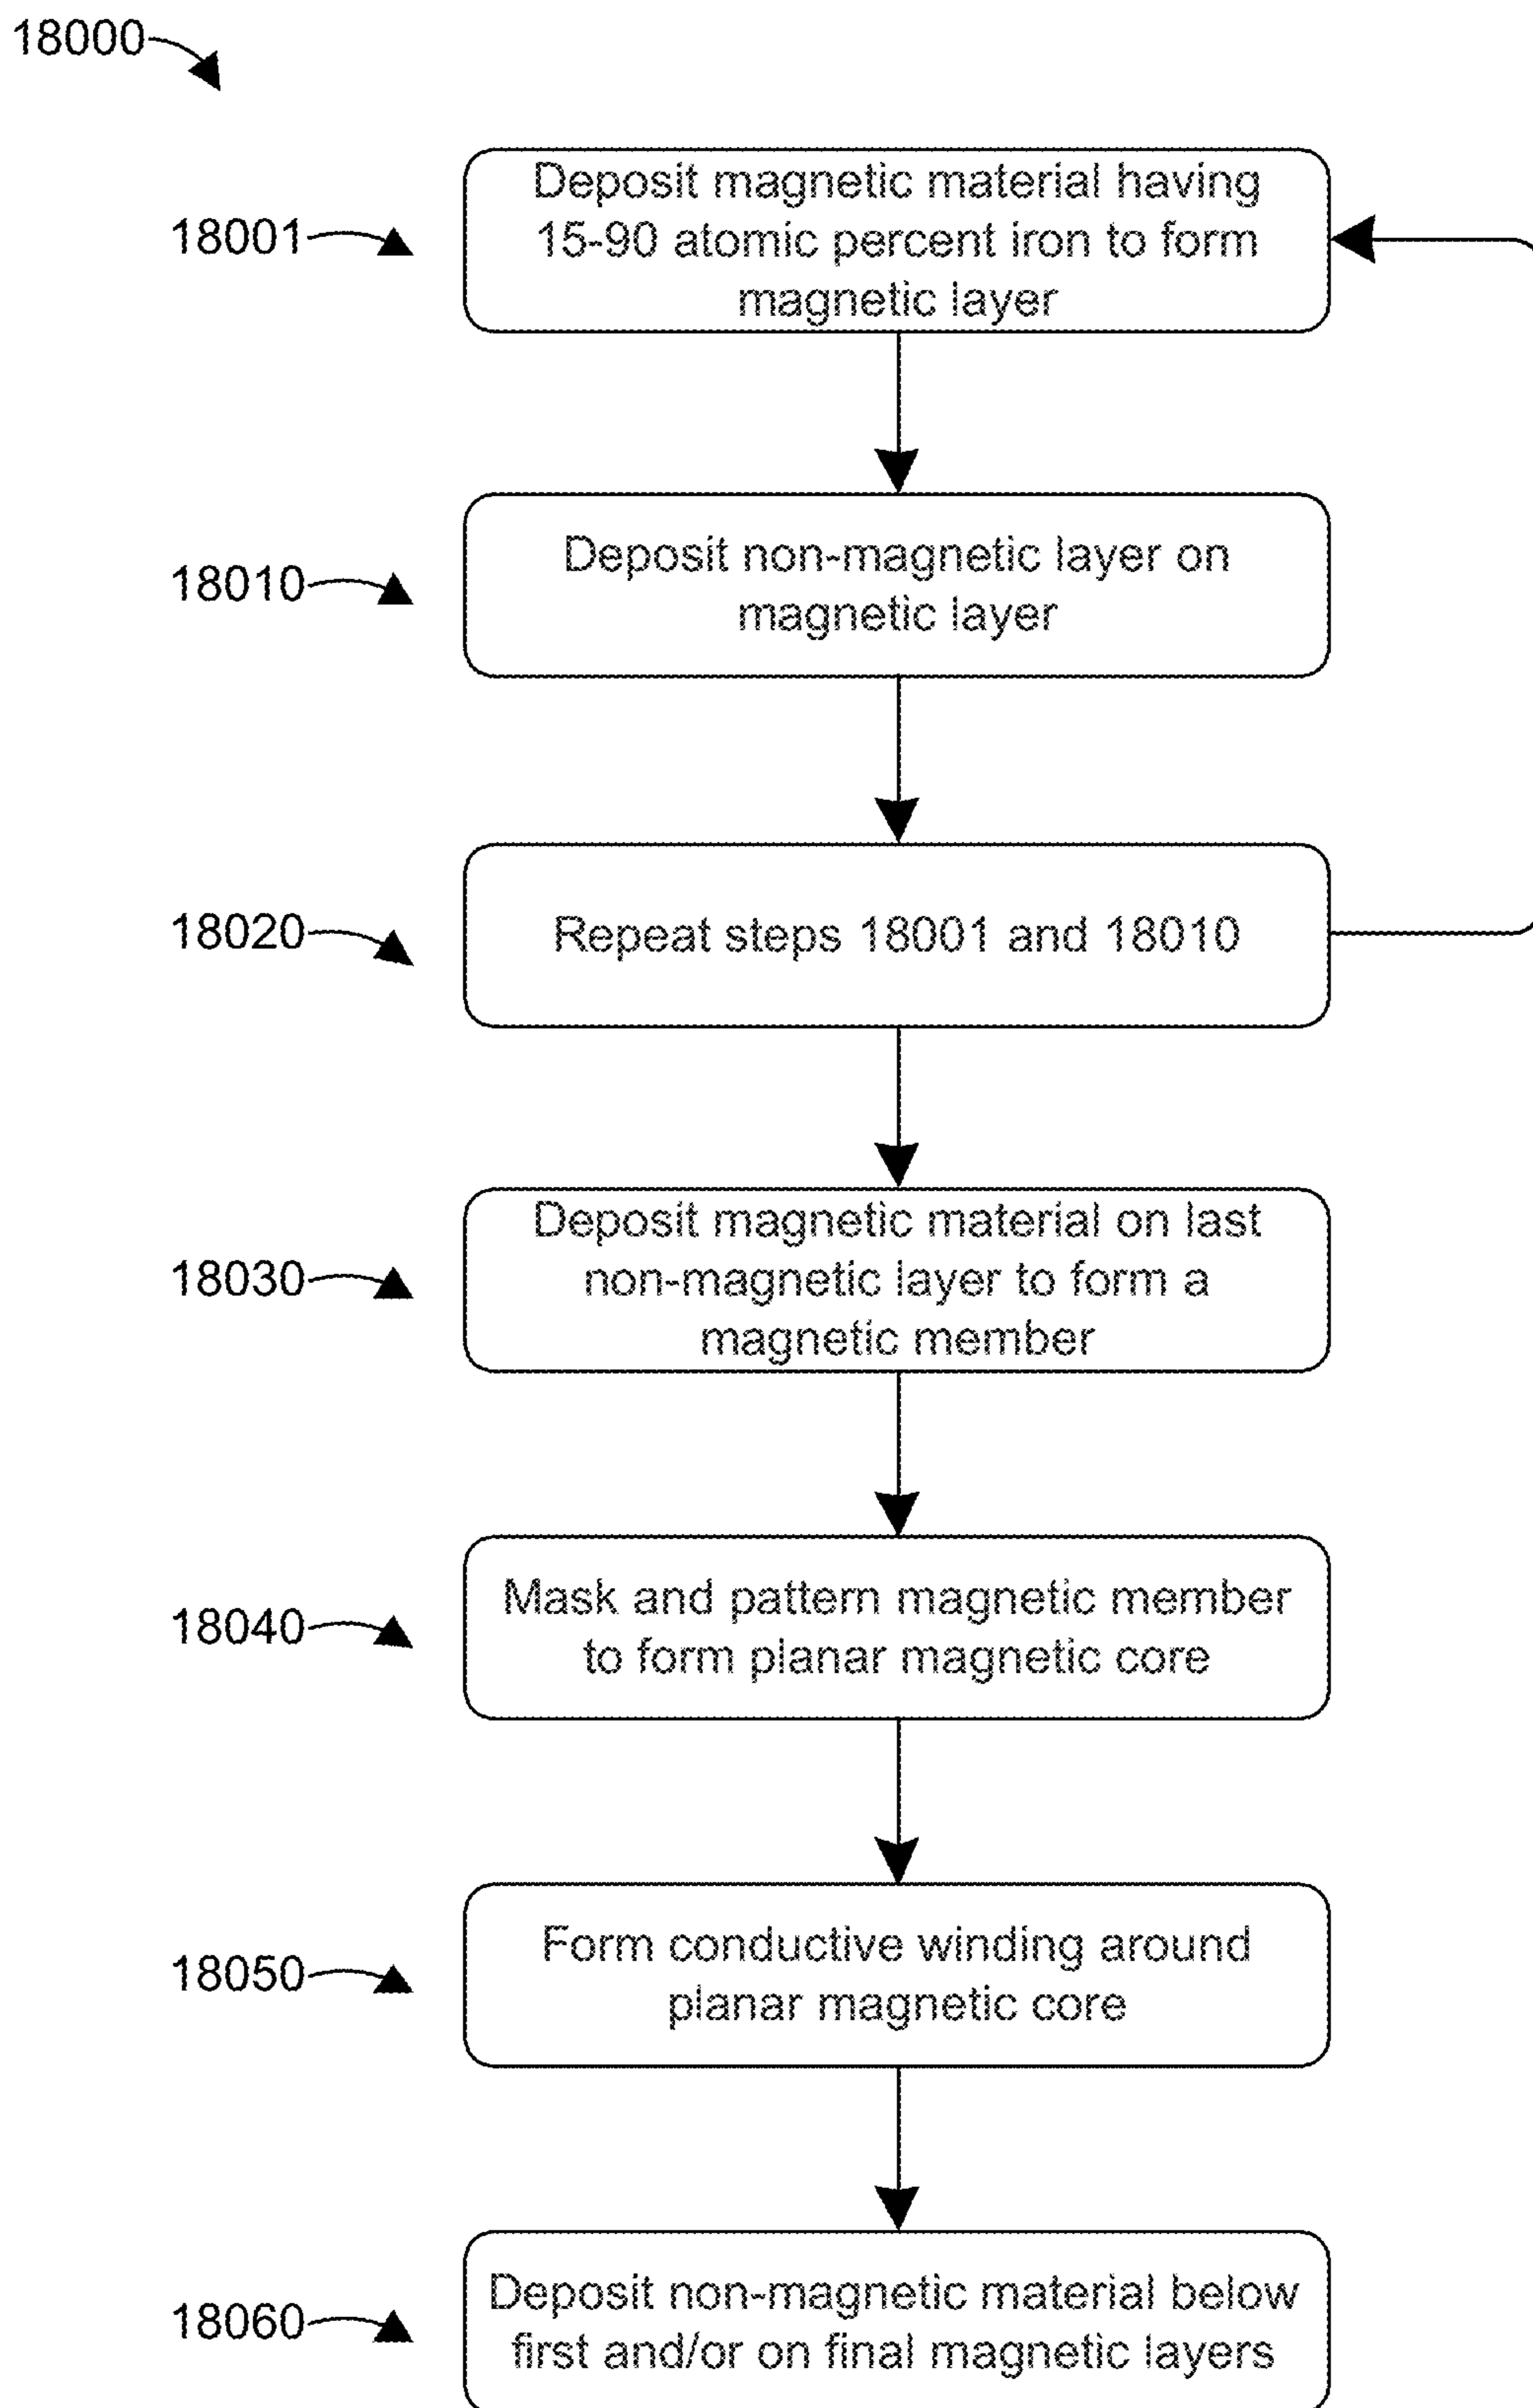 18000
18001
Deposit magnetic material having
15-90 atomic percent iron to form
magnetic layer
18010
Deposit non-magnetic layer on
magnetic layer
18020
Repeat steps 18001 and 18010
18030
Deposit magnetic material on last
non-magnetic layer to form a
magnetic member
18040
Mask and pattern magnetic member
to form planar magnetic core
18050
Form conductive winding around
planar magnetic core
18060
Deposit non-magnetic material below
first and/or on final magnetic layers